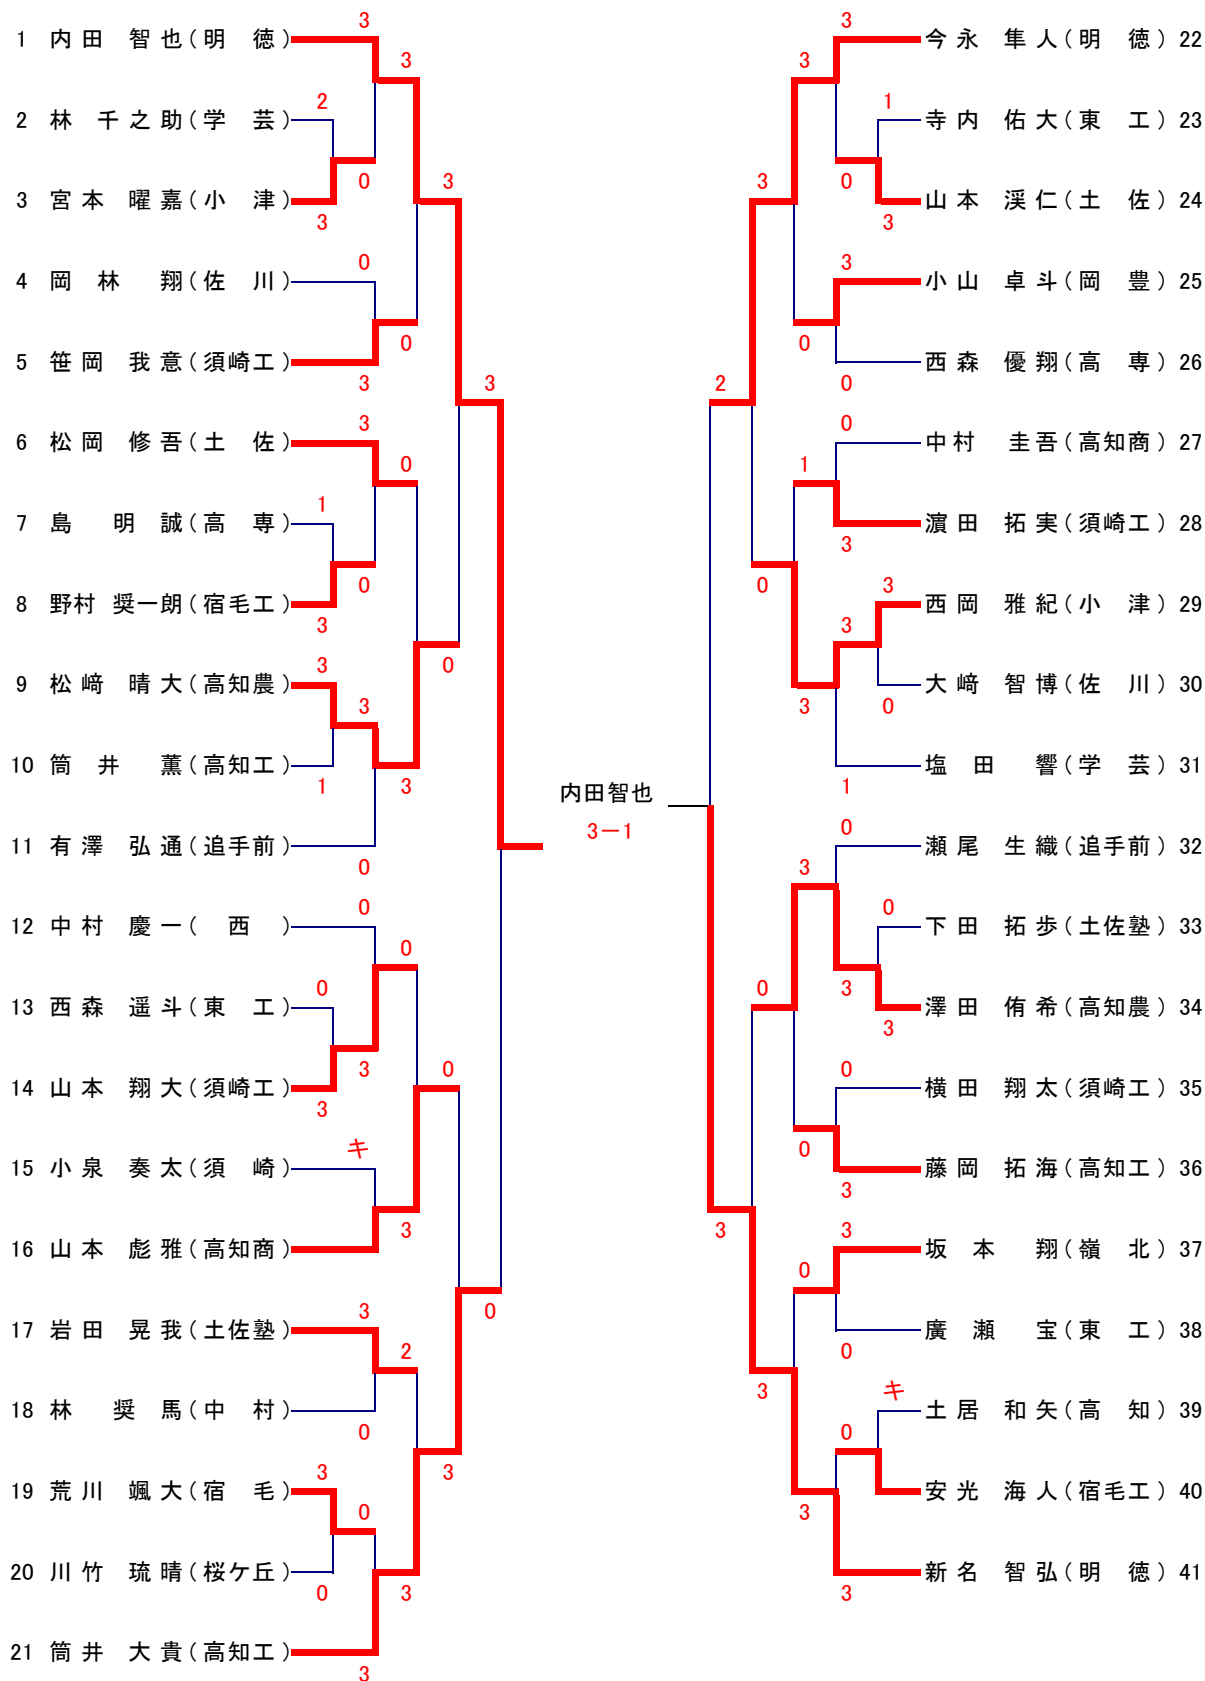 1 内田 智也(明 徳)
2 林 千之助(学 芸)
3 宮本 曜嘉(小 津)
4 岡林 翔(佐 川)
5 笹岡 我意(須崎工)
6 松岡 修吾(土 佐)
7 島 明誠(高 専)
8 野村 奨一朗(宿毛工)
9 松﨑 晴大(高知農)
10 筒井 薫(高知工)
11 有澤 弘通(追手前)
12 中村 慶一( 西 )
13 西森 遥斗(東 工)
14 山本 翔大(須崎工)
15 小泉 奏太(須 崎)
16 山本 彪雅(高知商)
17 岩田 晃我(土佐塾)
18 林 奨馬(中 村)
19 荒川 颯大(宿 毛)
20 川竹 琉晴(桜ケ丘)
21 筒井 大貴(高知工)
3
3
2
0
3
3
0
0
3
3
3
0
1
0
3
3
0
3
1
3
0
0
0
0
3
3
0
キ
3
3
2
0
0
3
3
0
0
3
3
内田智也
3－1
3
3
1
0
3
3
3
0
0
2
0
1
3
0
3
3
0
3
1
0
3
0
0
3
3
0
0
0
3
3
3
0
0
3
キ
0
3
3
今永 隼人(明 徳) 22
寺内 佑大(東 工) 23
山本 渓仁(土 佐) 24
小山 卓斗(岡 豊) 25
西森 優翔(高 専) 26
中村 圭吾(高知商) 27
濵田 拓実(須崎工) 28
西岡 雅紀(小 津) 29
大﨑 智博(佐 川) 30
塩田 響(学 芸) 31
瀬尾 生織(追手前) 32
下田 拓歩(土佐塾) 33
澤田 侑希(高知農) 34
横田 翔太(須崎工) 35
藤岡 拓海(高知工) 36
坂本 翔(嶺 北) 37
廣瀬 宝(東 工) 38
土居 和矢(高 知) 39
安光 海人(宿毛工) 40
新名 智弘(明 徳) 41